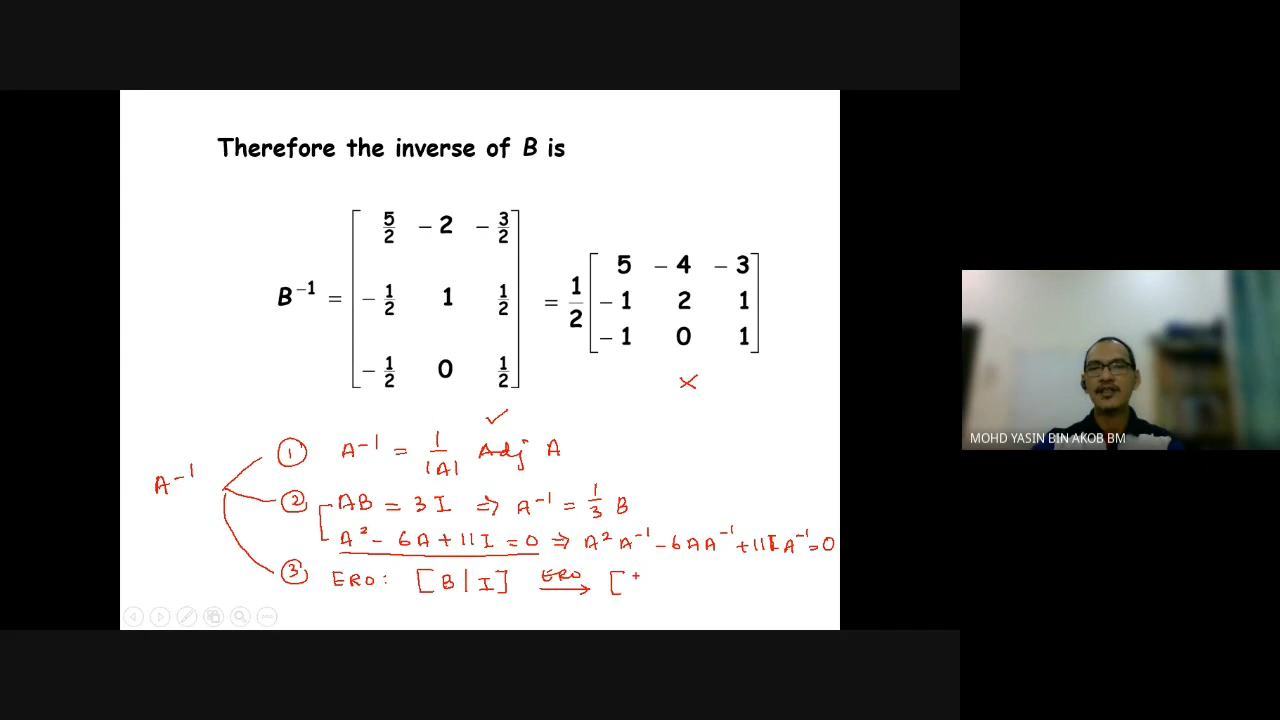 Therefore the inverse of B is
B⁻¹ = [ 5/2 −2 −3/2 ; −1/2 1 1/2 ; −1/2 0 1/2 ] = 1/2 [ 5 −4 −3 ; −1 2 1 ; −1 0 1 ]
A⁻¹
① A⁻¹ = 1/|A| Adj A
② AB = 3I ⇒ A⁻¹ = 1/3 B
A² − 6A + 11I = 0 ⇒ A²A⁻¹ − 6AA⁻¹ + 11IA⁻¹ = 0
③ ERO: [B | I] ERO → [
MOHD YASIN BIN AKOB BM